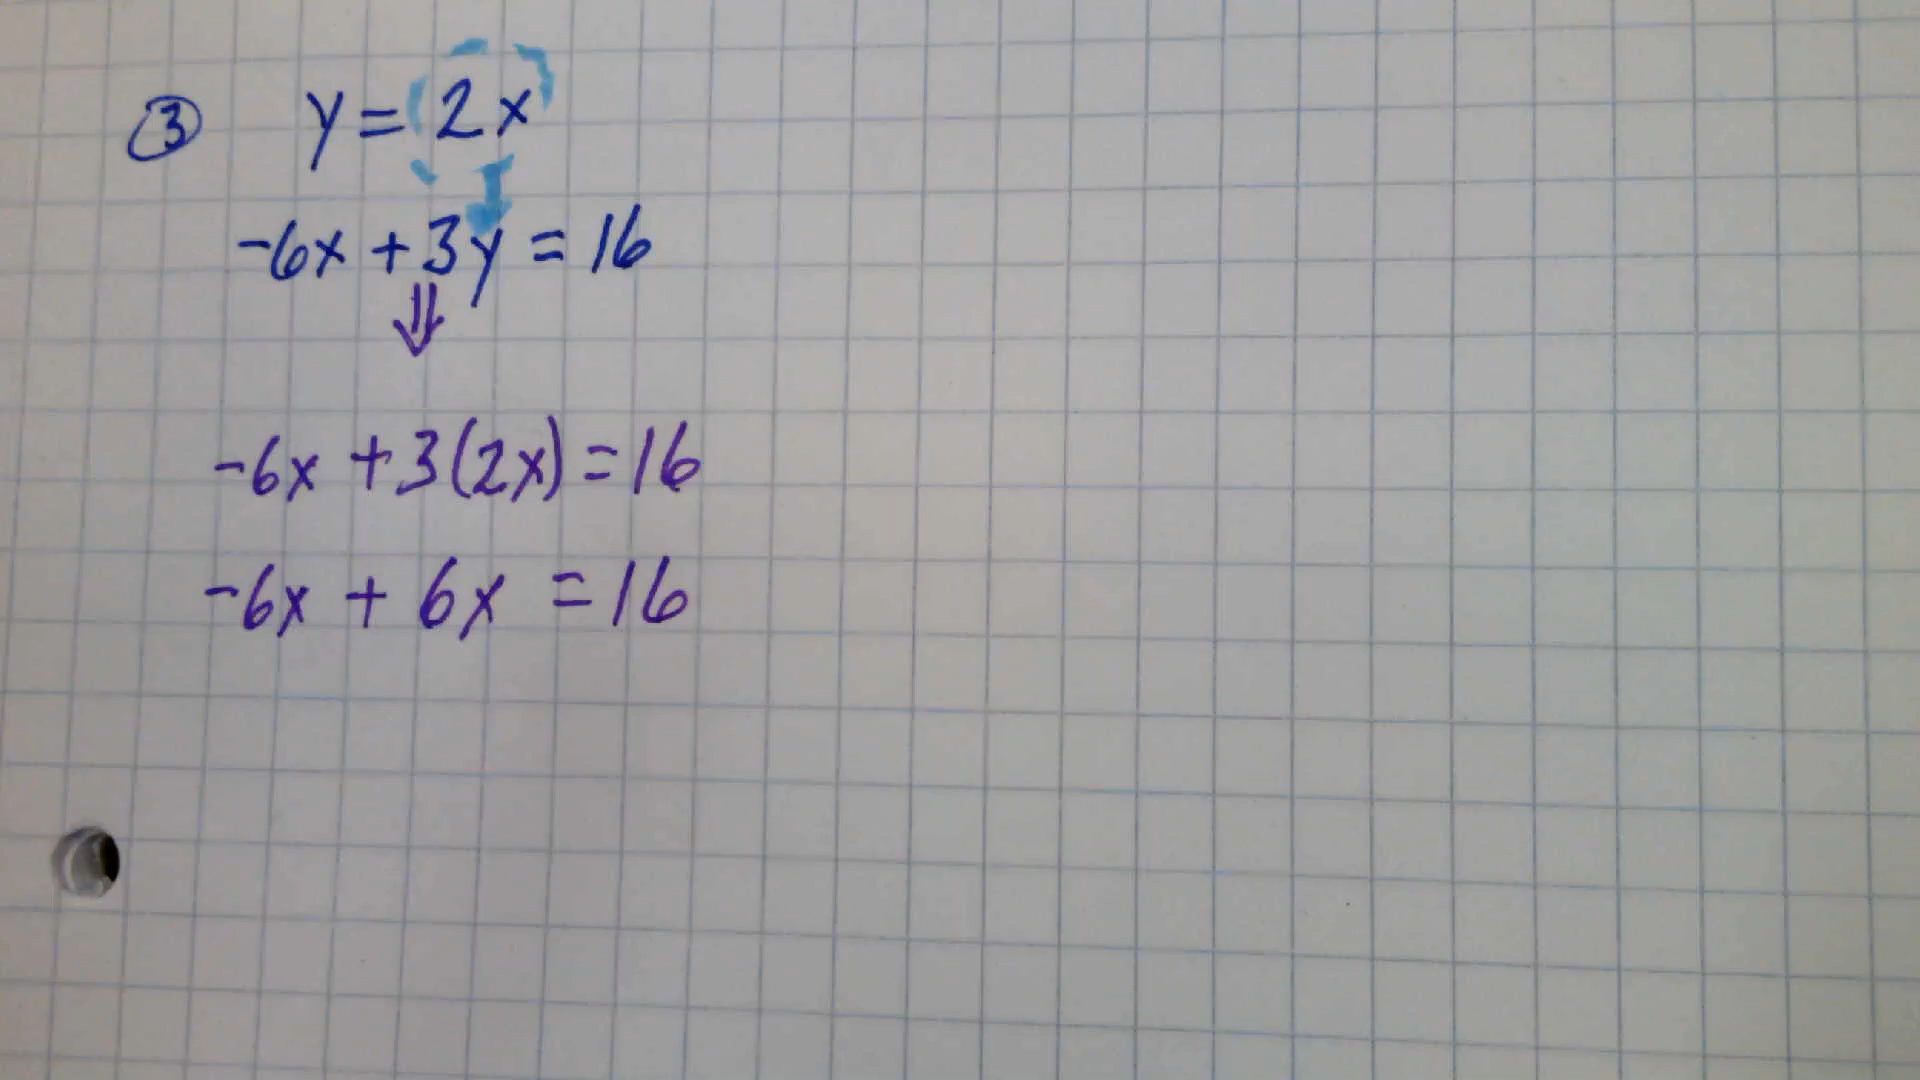 ③ y = 2x
-6x + 3y = 16
⇓
-6x + 3(2x) = 16
-6x + 6x = 16